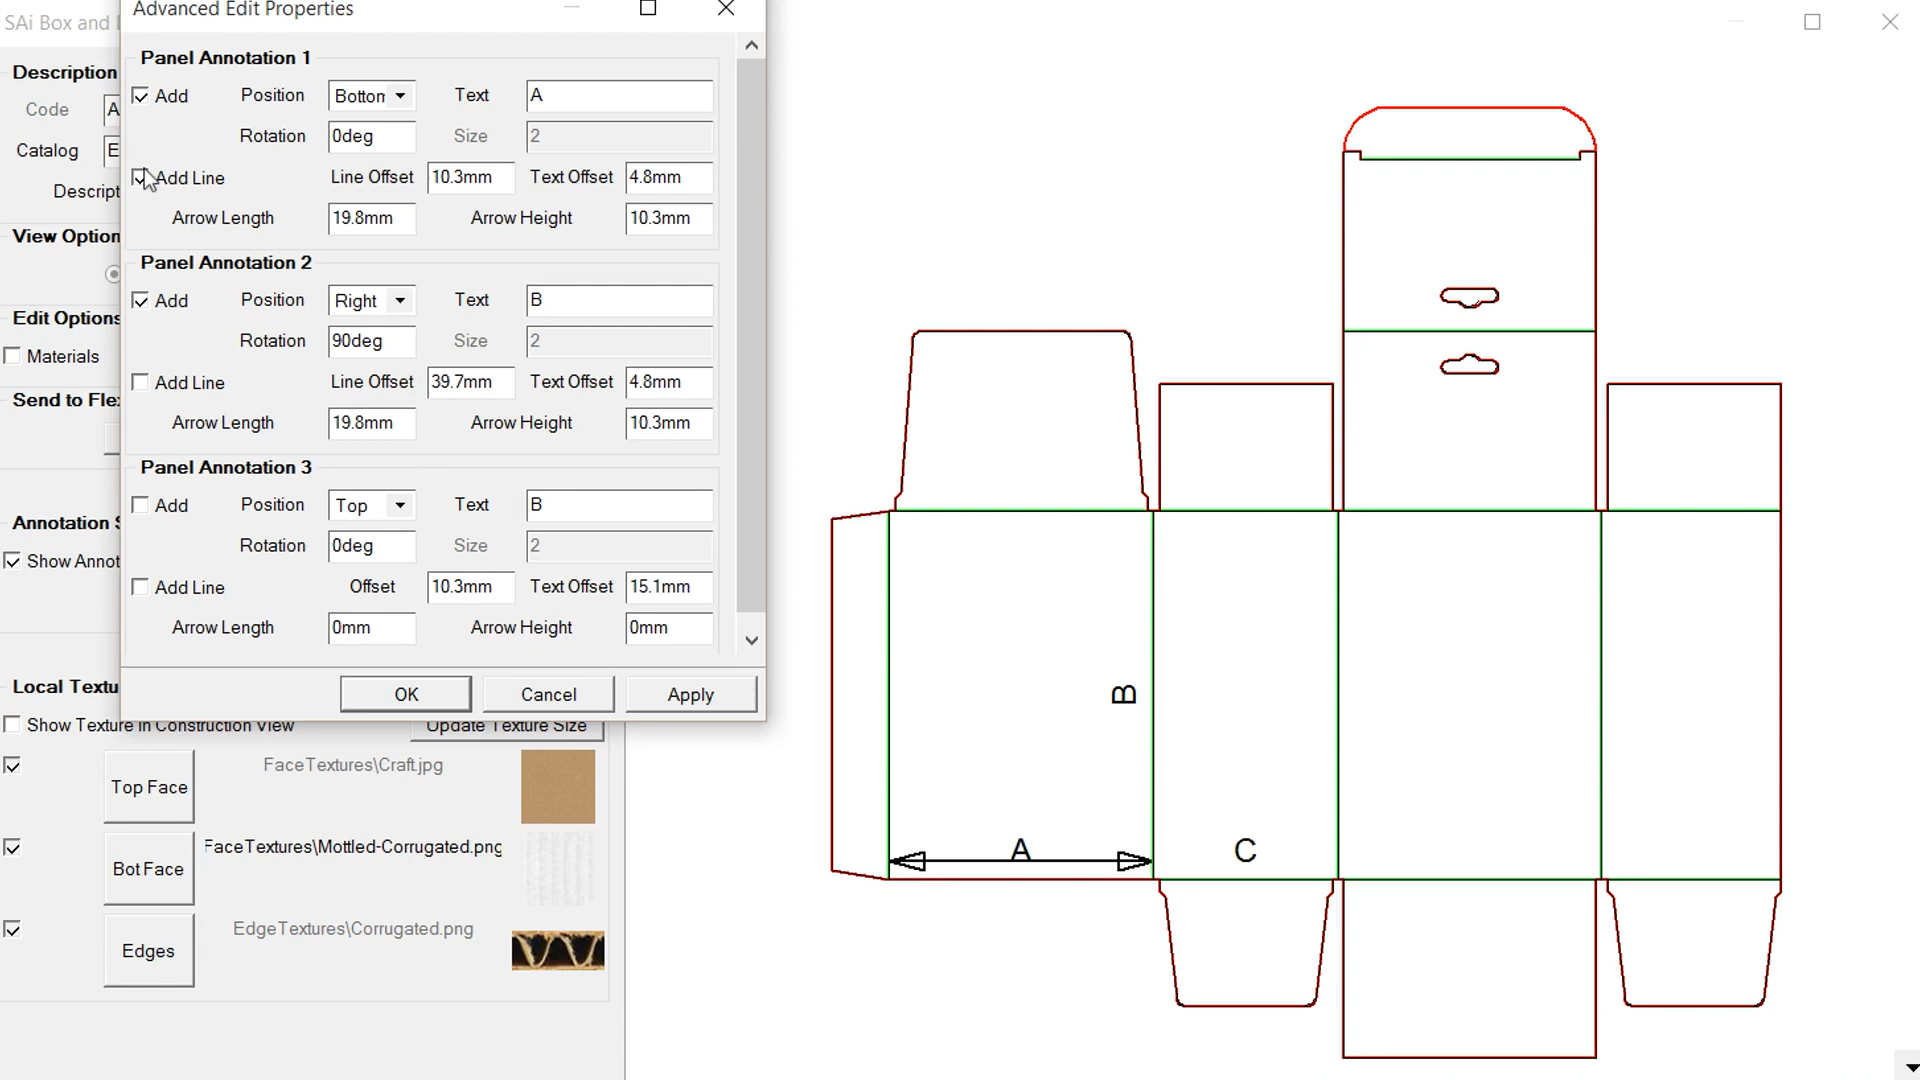 SAi Box and
Advanced Edit Properties
Description
Code A
Catalog E
Descript
View Option
Edit Options
Materials
Send to Fle
Annotation S
Show Annot
Local Textu
Panel Annotation 1
Add Position Bottom Text A
Rotation 0deg Size 2
Add Line Line Offset 10.3mm Text Offset 4.8mm
Arrow Length 19.8mm Arrow Height 10.3mm
Panel Annotation 2
Add Position Right Text B
Rotation 90deg Size 2
Add Line Line Offset 39.7mm Text Offset 4.8mm
Arrow Length 19.8mm Arrow Height 10.3mm
Panel Annotation 3
Add Position Top Text B
Rotation 0deg Size 2
Add Line Offset 10.3mm Text Offset 15.1mm
Arrow Length 0mm Arrow Height 0mm
OK Cancel Apply
Show Texture in Construction View Update Texture Size
Top Face FaceTextures\Craft.jpg
Bot Face FaceTextures\Mottled-Corrugated.png
Edges EdgeTextures\Corrugated.png
B
A C